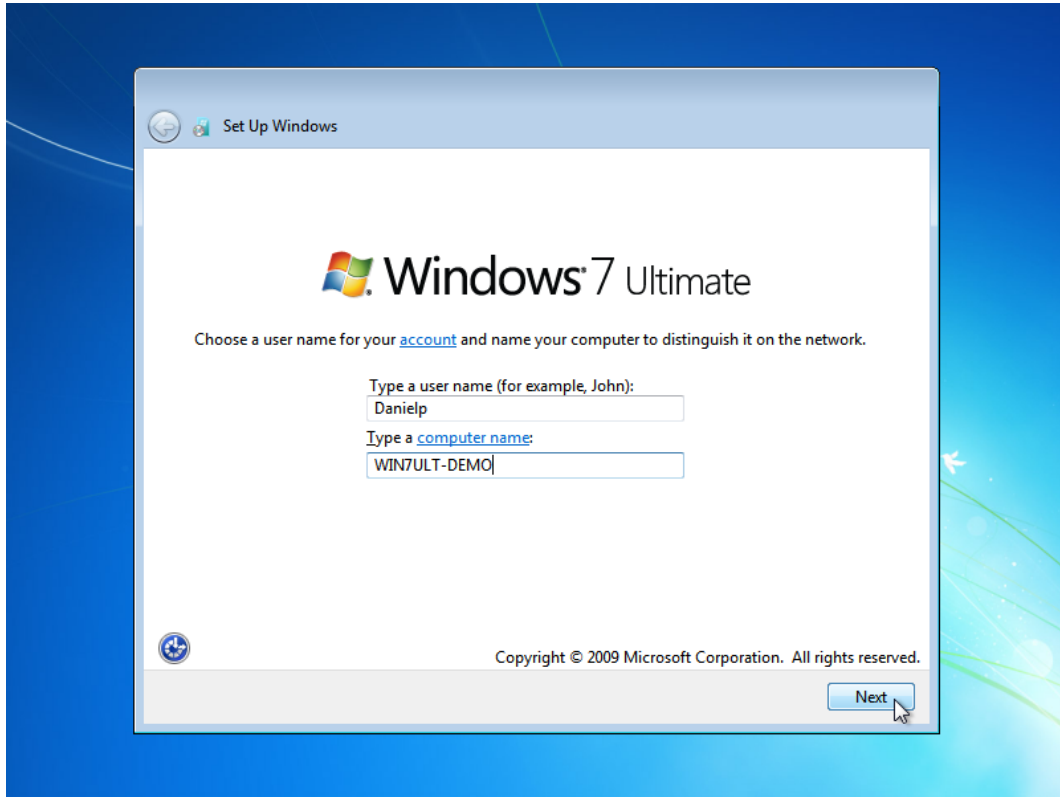 Set Up Windows
Windows® 7 Ultimate
Choose a user name for your account and name your computer to distinguish it on the network.
Type a user name (for example, John):
Danielp
Type a computer name:
WIN7ULT-DEMO
Copyright © 2009 Microsoft Corporation.  All rights reserved.
Next